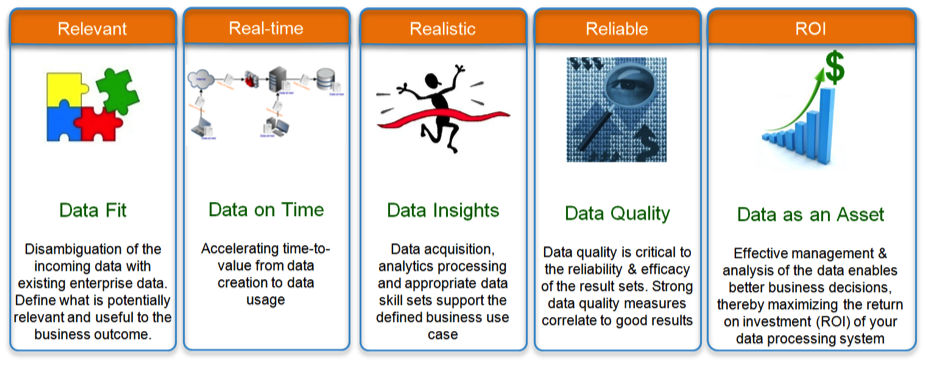 Relevant
Data Fit
Disambiguation of the
incoming data with
existing enterprise data.
Define what is potentially
relevant and useful to the
business outcome.
Real-time
Data on Time
Accelerating time-to-
value from data
creation to data
usage
Realistic
Data Insights
Data acquisition,
analytics processing
and appropriate data
skill sets support the
defined business use
case
Reliable
$
Data Quality
Data quality is critical to
the reliability & efficacy
of the result sets. Strong
data quality measures
correlate to good results
ROI
$
Data as an Asset
Effective management &
analysis of the data enables
better business decisions,
thereby maximizing the return
on investment (ROI) of your
data processing system